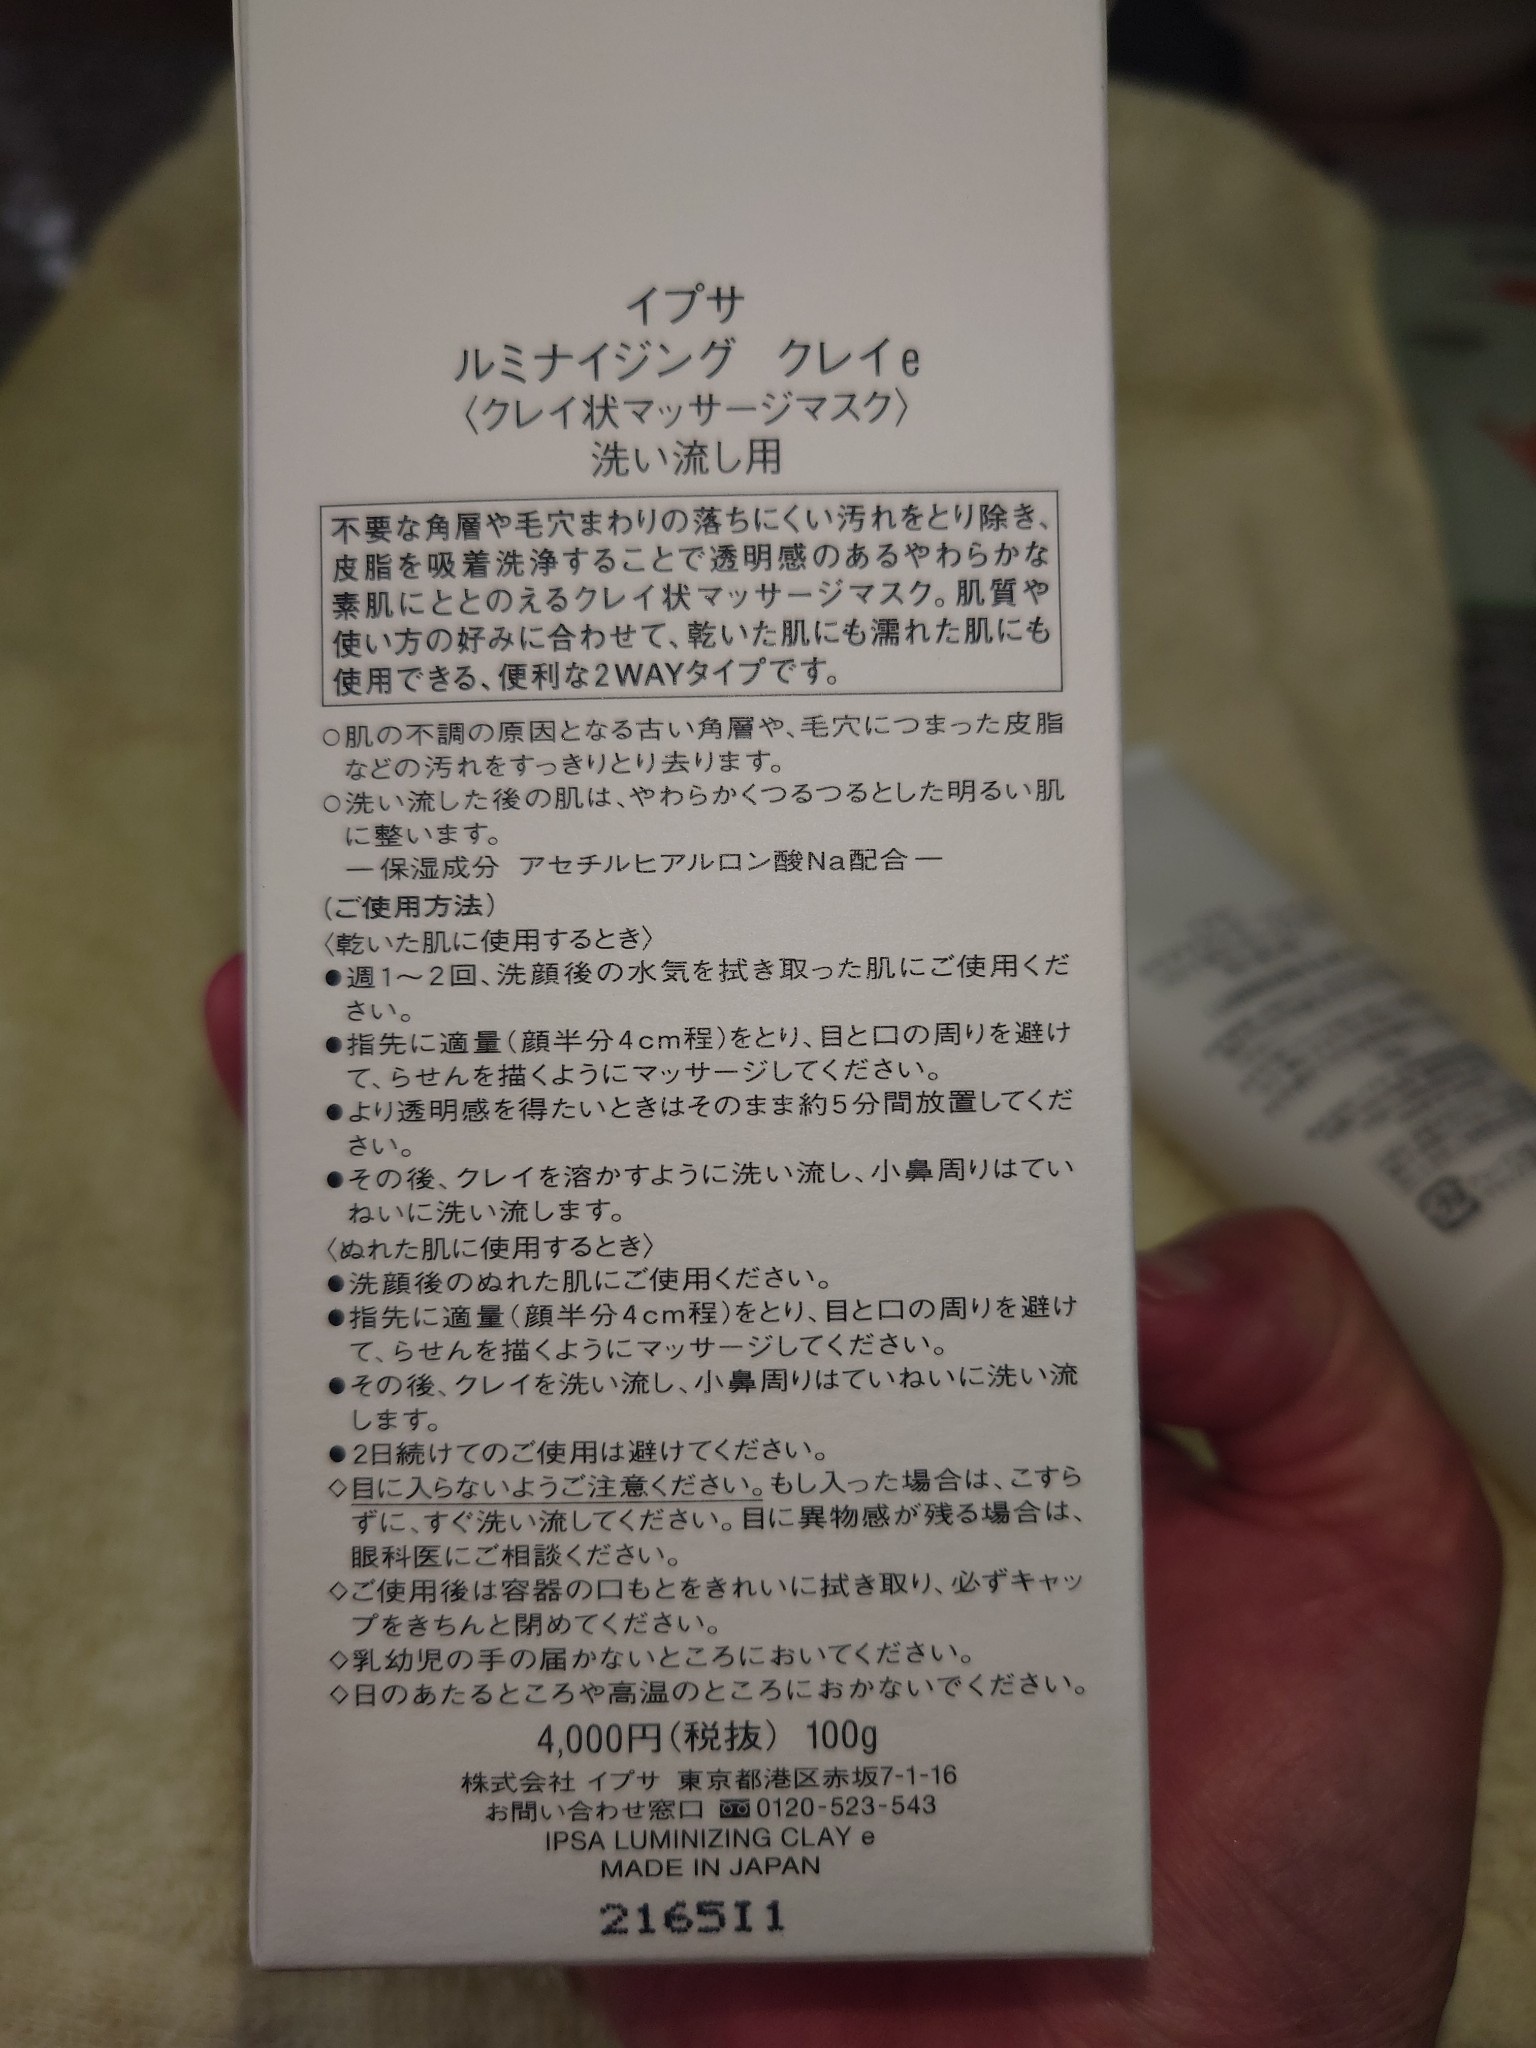 イプサ
ルミナイジング クレイe
〈クレイ状マッサージマスク〉
洗い流し用
不要な角層や毛穴まわりの落ちにくい汚れをとり除き、
皮脂を吸着洗浄することで透明感のあるやわらかな
素肌にととのえるクレイ状マッサージマスク。肌質や
使い方の好みに合わせて、乾いた肌にも濡れた肌にも
使用できる、便利な2WAYタイプです。
○肌の不調の原因となる古い角層や、毛穴につまった皮脂
などの汚れをすっきりとり去ります。
○洗い流した後の肌は、やわらかくつるつるとした明るい肌
に整います。
―保湿成分 アセチルヒアルロン酸Na配合―
(ご使用方法)
〈乾いた肌に使用するとき〉
●週1〜2回、洗顔後の水気を拭き取った肌にご使用くだ
さい。
●指先に適量(顔半分4cm程)をとり、目と口の周りを避け
て、らせんを描くようにマッサージしてください。
●より透明感を得たいときはそのまま約5分間放置してくだ
さい。
●その後、クレイを溶かすように洗い流し、小鼻周りはてい
ねいに洗い流します。
〈ぬれた肌に使用するとき〉
●洗顔後のぬれた肌にご使用ください。
●指先に適量(顔半分4cm程)をとり、目と口の周りを避け
て、らせんを描くようにマッサージしてください。
●その後、クレイを洗い流し、小鼻周りはていねいに洗い流
します。
●2日続けてのご使用は避けてください。
◇目に入らないようご注意ください。もし入った場合は、こすら
ずに、すぐ洗い流してください。目に異物感が残る場合は、
眼科医にご相談ください。
◇ご使用後は容器の口もとをきれいに拭き取り、必ずキャッ
プをきちんと閉めてください。
◇乳幼児の手の届かないところにおいてください。
◇日のあたるところや高温のところにおかないでください。
4,000円(税抜) 100g
株式会社 イプサ 東京都港区赤坂7-1-16
お問い合わせ窓口 0120-523-543
IPSA LUMINIZING CLAY e
MADE IN JAPAN
2165I1